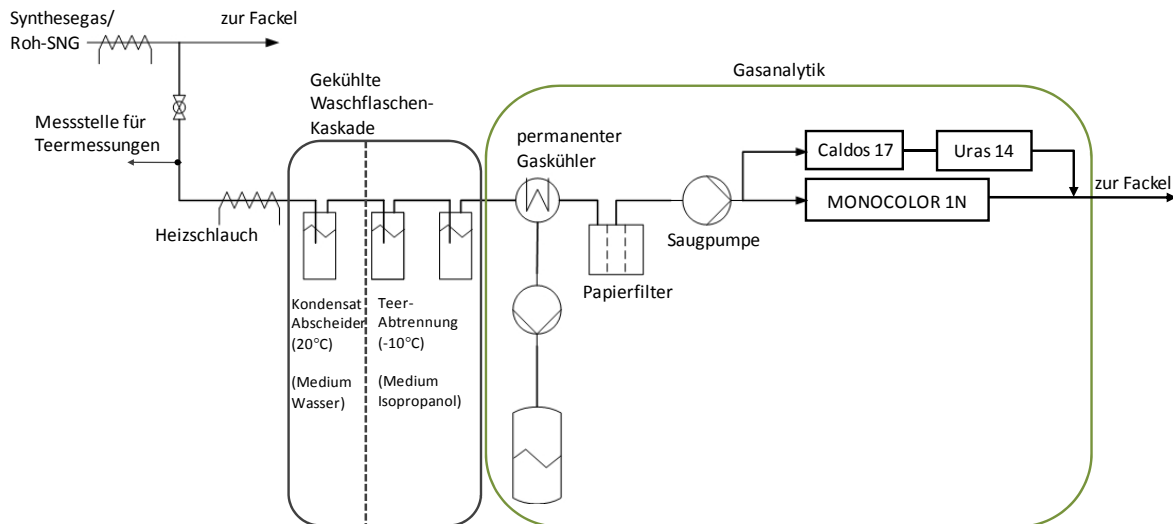 Synthesegas/
Roh-SNG
zur Fackel
Messstelle für
Teermessungen
Heizschlauch
Gekühlte
Waschflaschen-
Kaskade
Kondensat
Abscheider
(20°C)
(Medium
Wasser)
Teer-
Abtrennung
(-10°C)
(Medium
Isopropanol)
Gasanalytik
permanenter
Gaskühler
Papierfilter
Saugpumpe
Caldos 17
Uras 14
MONOCOLOR 1N
zur Fackel